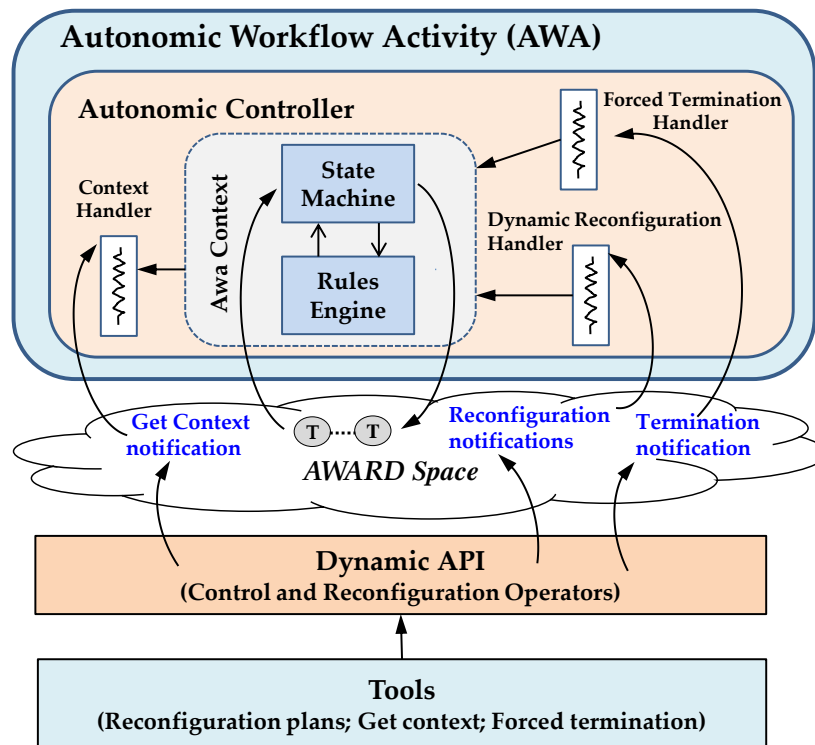 Autonomic Workflow Activity (AWA)
Autonomic Controller
Forced Termination
Handler
Context
Handler
Awa Context
State
Machine
Rules
Engine
Dynamic Reconfiguration
Handler
Get Context
notification
T
T
Reconfiguration
notifications
Termination
notification
AWARD Space
Dynamic API
(Control and Reconfiguration Operators)
Tools
(Reconfiguration plans; Get context; Forced termination)